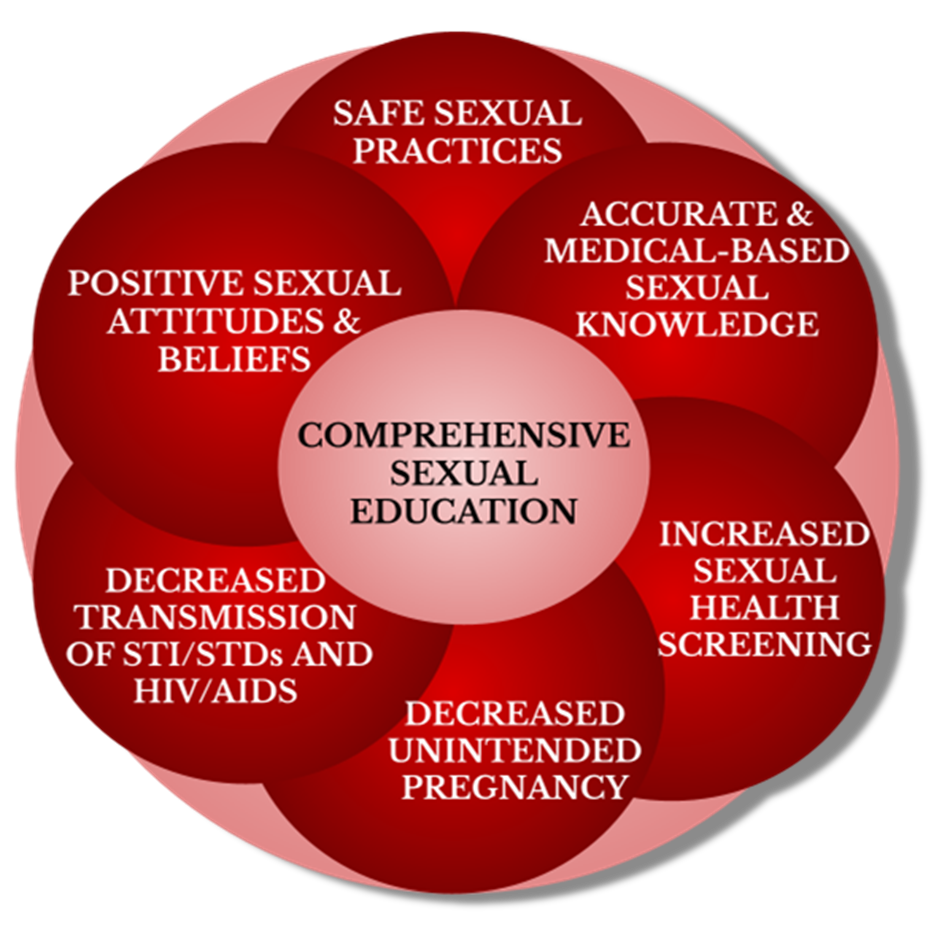 SAFE SEXUAL
PRACTICES
ACCURATE &
MEDICAL-BASED
SEXUAL
KNOWLEDGE
POSITIVE SEXUAL
ATTITUDES &
BELIEFS
COMPREHENSIVE
SEXUAL
EDUCATION
INCREASED
SEXUAL
HEALTH
SCREENING
DECREASED
TRANSMISSION
OF STI/STDs AND
HIV/AIDS
DECREASED
UNINTENDED
PREGNANCY